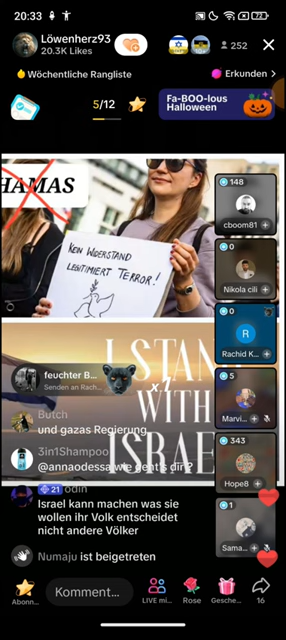 20:33
72
Löwenherz93
20.3K Likes
252
Wöchentliche Rangliste
Erkunden >
5/12
Fa-BOO-lous
Halloween
HAMAS
KEIN WIDERSTAND
LEGITIMIERT TERROR!
148
cboom81
0
Nikola cili
0
R
Rachid K...
5
Marvi...
343
Hope8
1
Sama...
I STAN
WITH
ISRAEL
feuchter B...
Senden an Rach...
x1
Butch
und gazas Regierung
3in1Shampoo
@annaodessa wie geht's dir?
21 odin
Israel kann machen was sie
wollen ihr Volk entscheidet
nicht andere Völker
Numaju ist beigetreten
Abonn...
Komment...
LIVE mi...
Rose
Gesche...
16